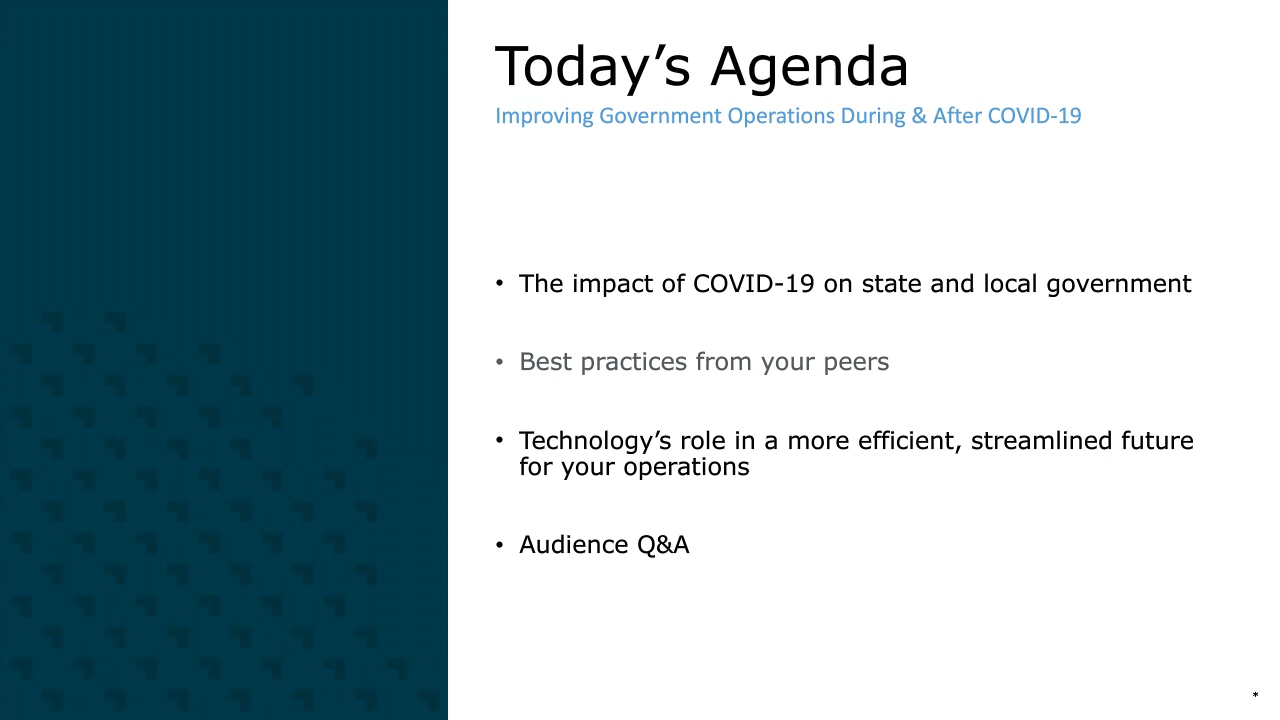 Today’s Agenda
Improving Government Operations During & After COVID-19
• The impact of COVID-19 on state and local government
• Best practices from your peers
• Technology’s role in a more efficient, streamlined future
for your operations
• Audience Q&A
*